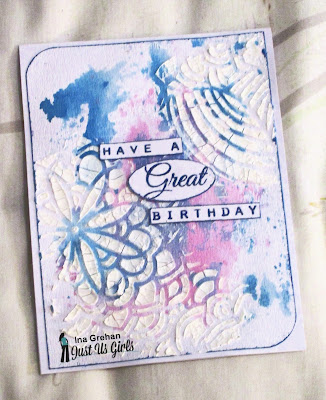 HAVE A
Great
BIRTHDAY
Ina Grehan
Just Us Girls